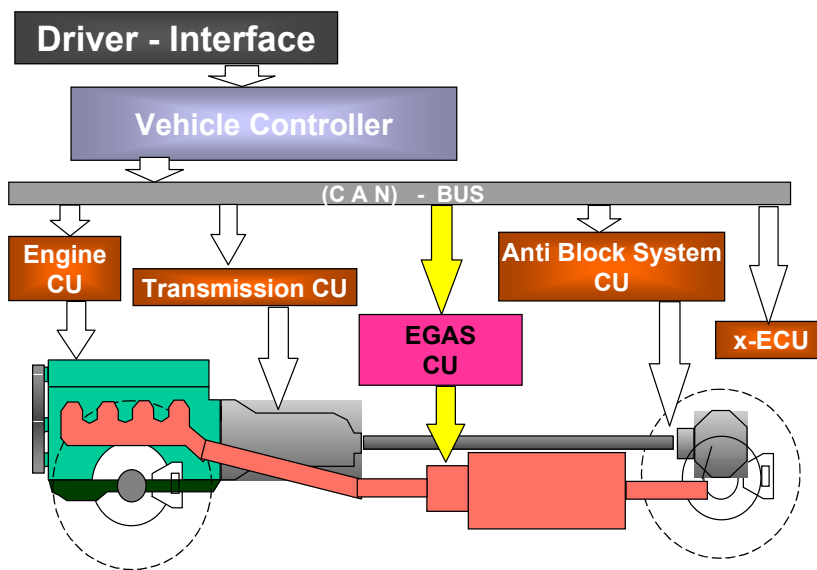 Driver - Interface
Vehicle Controller
(C A N) - BUS
Engine
CU
Transmission CU
EGAS
CU
Anti Block System
CU
x-ECU